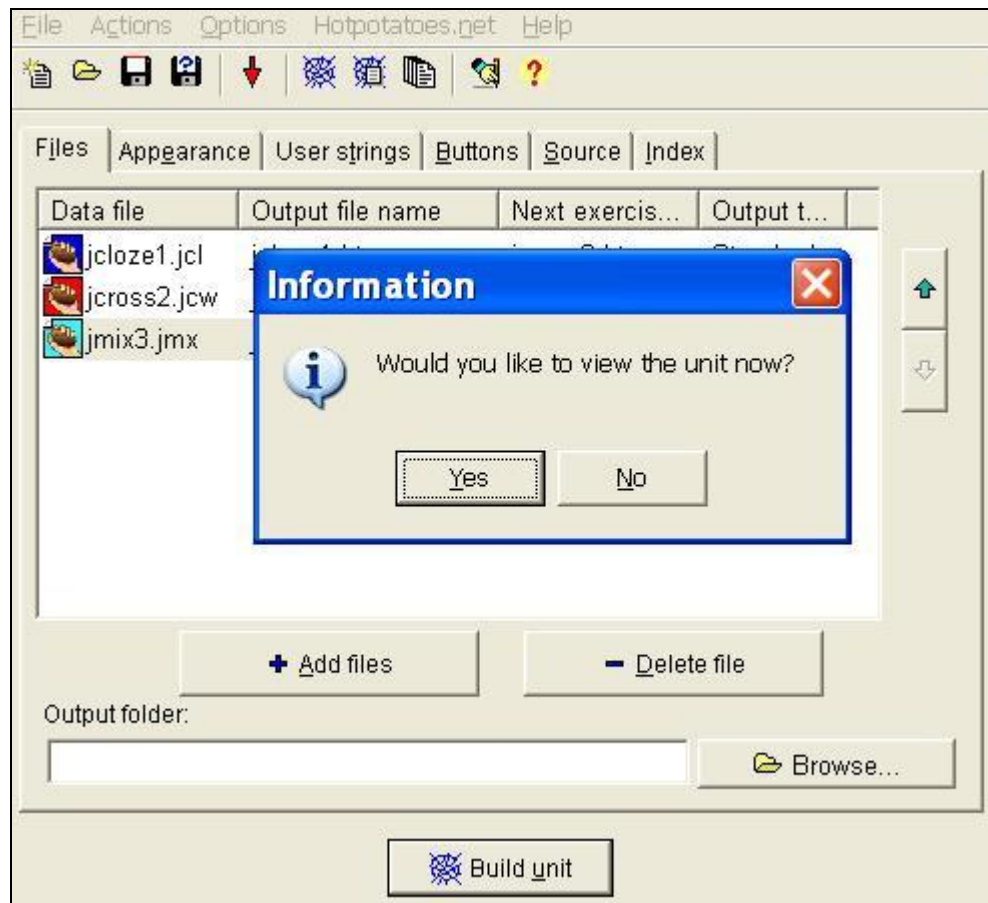 File Actions Options Hotpotatoes.net Help
Files Appearance User strings Buttons Source Index
Data file Output file name Next exercis... Output t...
jcloze1.jcl
jcross2.jcw
jmix3.jmx
Information
Would you like to view the unit now?
Yes No
+ Add files - Delete file
Output folder:
Browse...
Build unit